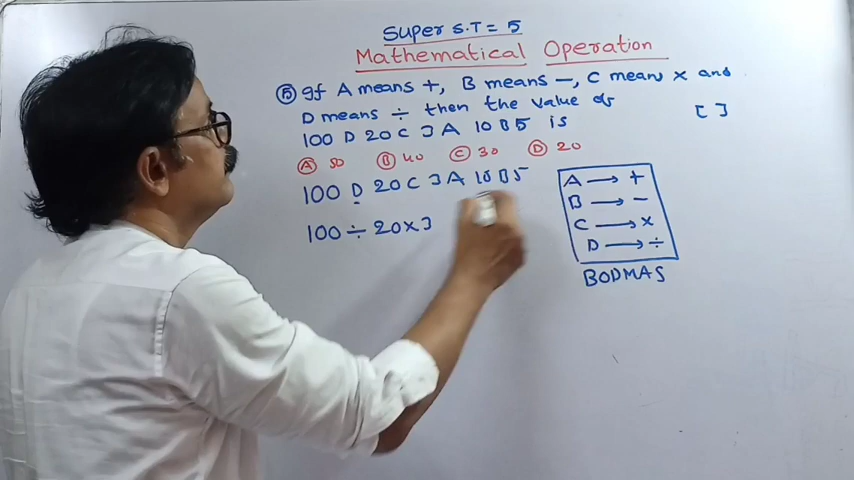 Super S.T = 5
Mathematical Operation
⑤ If A means +, B means −, C means × and
D means ÷ then the value of
100 D 20 C 3 A 10 B 5 is [ ]
Ⓐ 50 Ⓑ 40 Ⓒ 30 Ⓓ 20
100 D 20 C 3 A 10 B 5
100 ÷ 20 × 3
A → +
B → −
C → ×
D → ÷
BODMAS